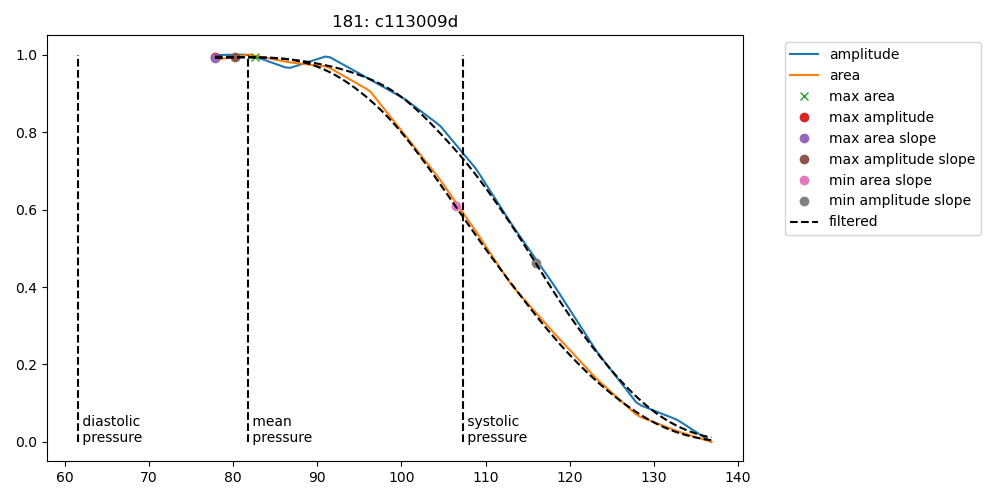 181: c113009d
1.0
0.8
0.6
0.4
0.2
0.0
diastolic
pressure
mean
pressure
systolic
pressure
60
70
80
90
100
110
120
130
140
amplitude
area
max area
max amplitude
max area slope
max amplitude slope
min area slope
min amplitude slope
filtered